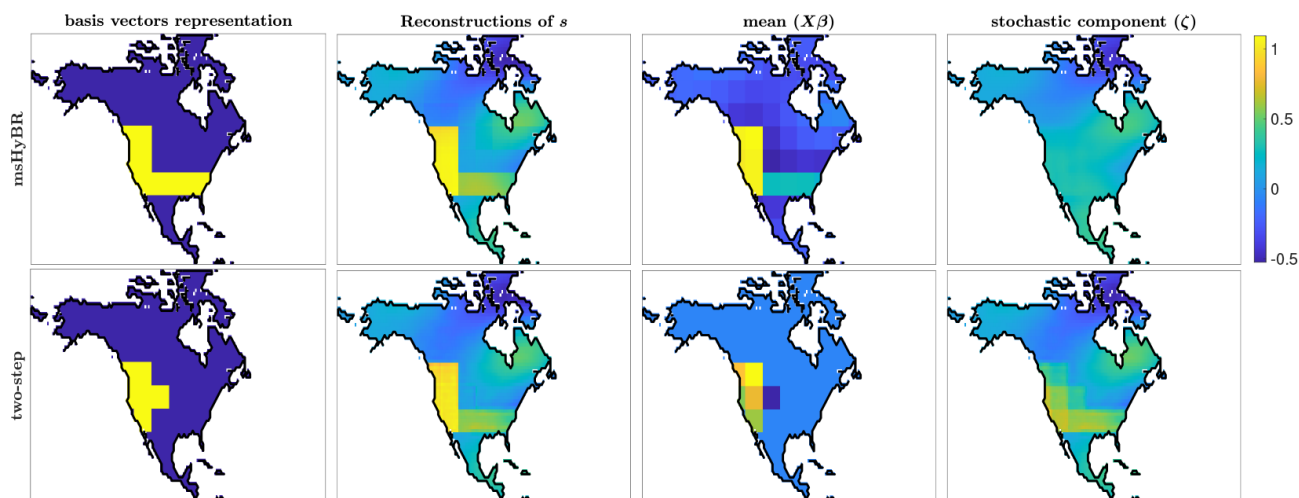 basis vectors representation
Reconstructions of s
mean (Xβ)
stochastic component (ζ)
msHyBR
1
0.5
0
-0.5
two-step